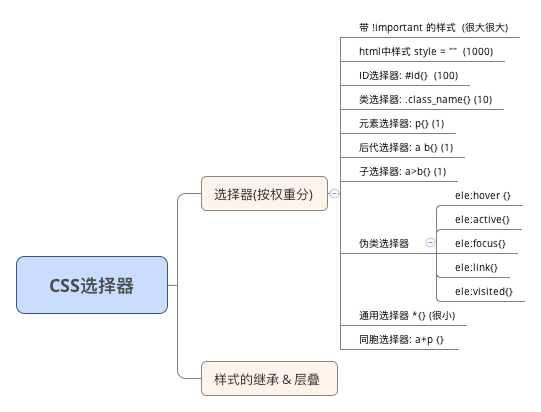 带 !important 的样式 (很大很大)
html中样式 style = "" (1000)
ID选择器: #id{} (100)
类选择器: .class_name{} (10)
元素选择器: p{} (1)
后代选择器: a b{} (1)
子选择器: a>b{} (1)
选择器(按权重分)
ele:hover {}
ele:active{}
伪类选择器
ele:focus{}
ele:link{}
ele:visited{}
CSS选择器
通用选择器 *{} (很小)
同胞选择器: a+p {}
样式的继承 & 层叠